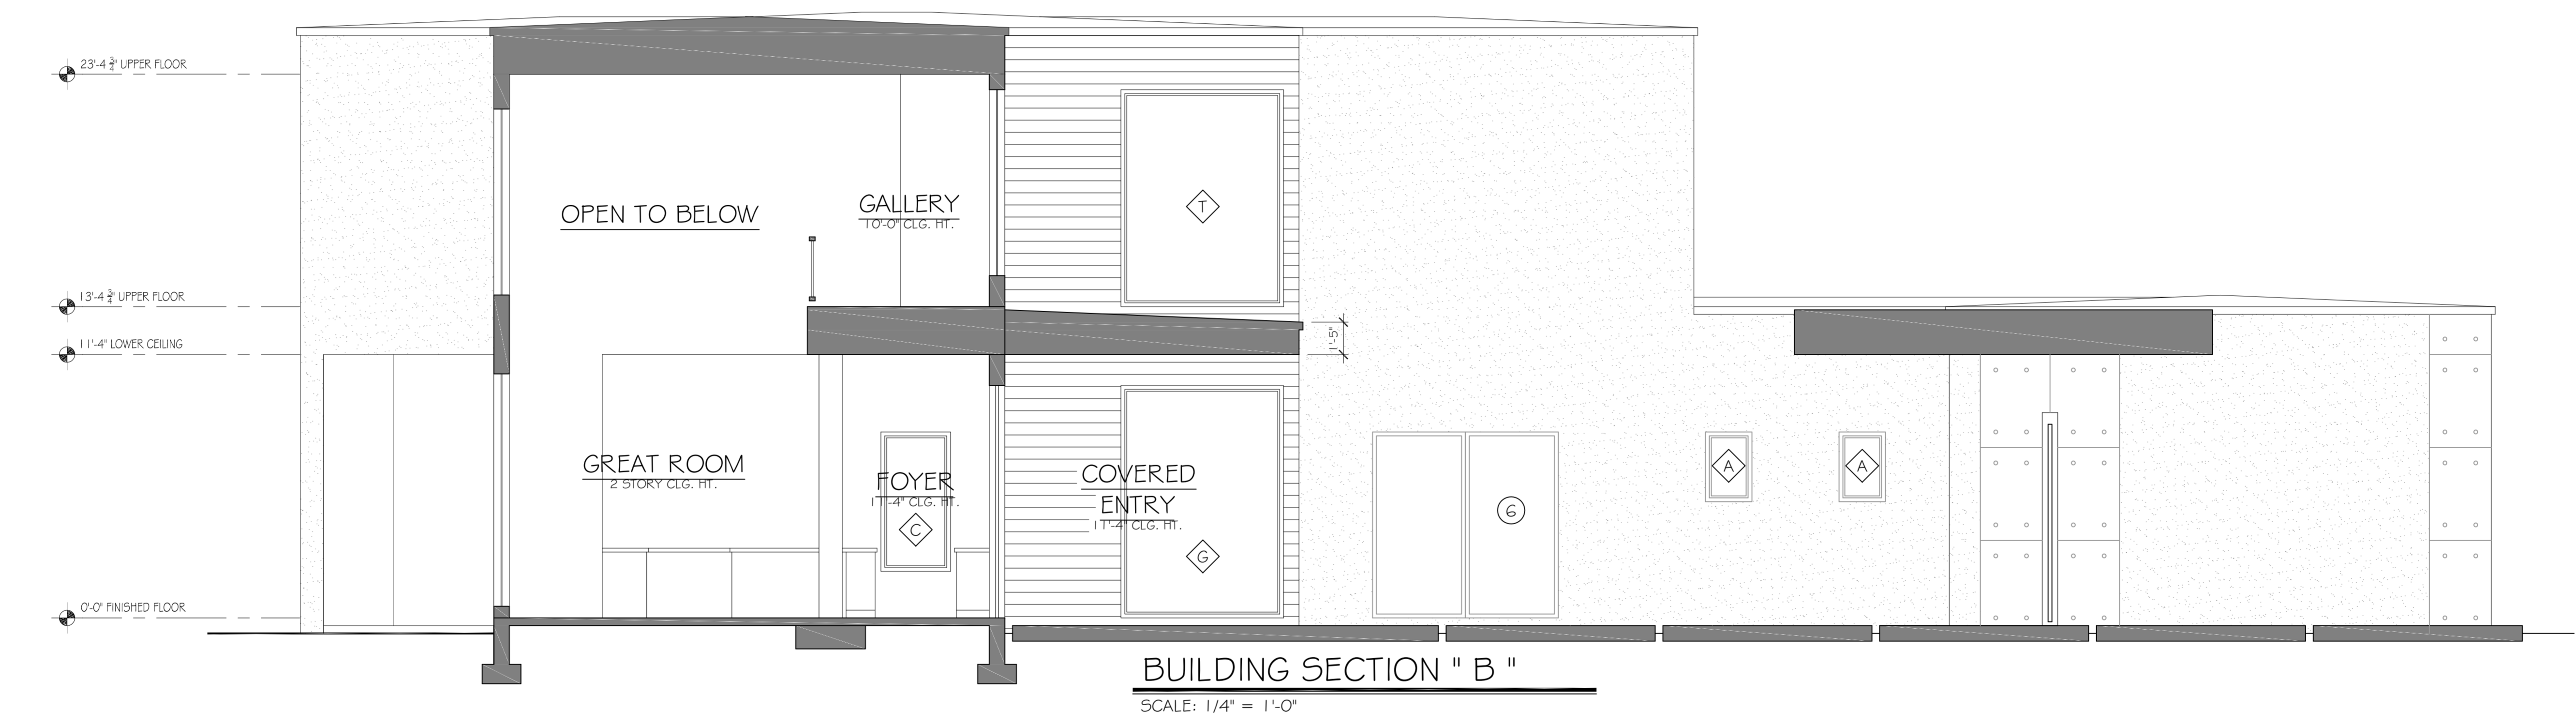 23'-4 3/4" UPPER FLOOR
OPEN TO BELOW
GALLERY
10'-0" CLG. HT.
T
13'-4 3/4" UPPER FLOOR
11'-4" LOWER CEILING
1'-5"
GREAT ROOM
2 STORY CLG. HT.
FOYER
11'-4" CLG. HT.
C
COVERED
ENTRY
11'-4" CLG. HT.
G
6
A
A
0'-0" FINISHED FLOOR
BUILDING SECTION " B "
SCALE: 1/4" = 1'-0"